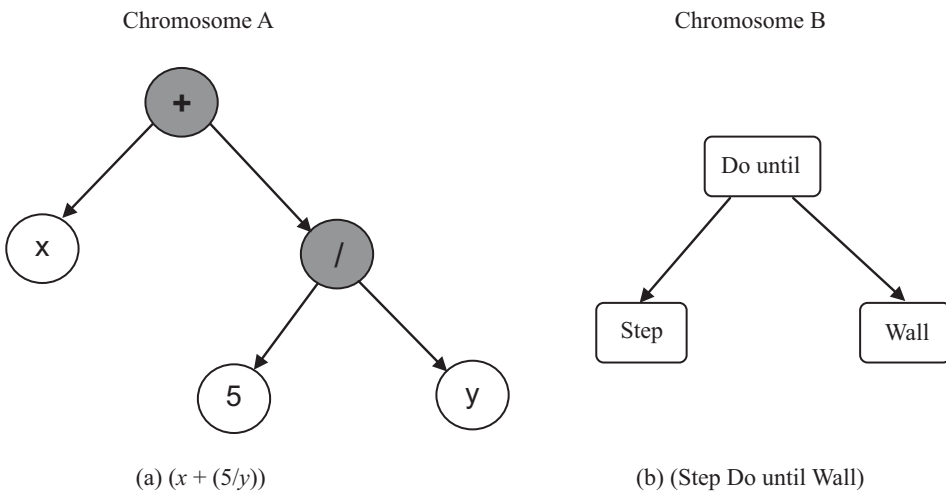 Chromosome A
Chromosome B
+
x
/
5
y
Do until
Step
Wall
(a) (x + (5/y))
(b) (Step Do until Wall)